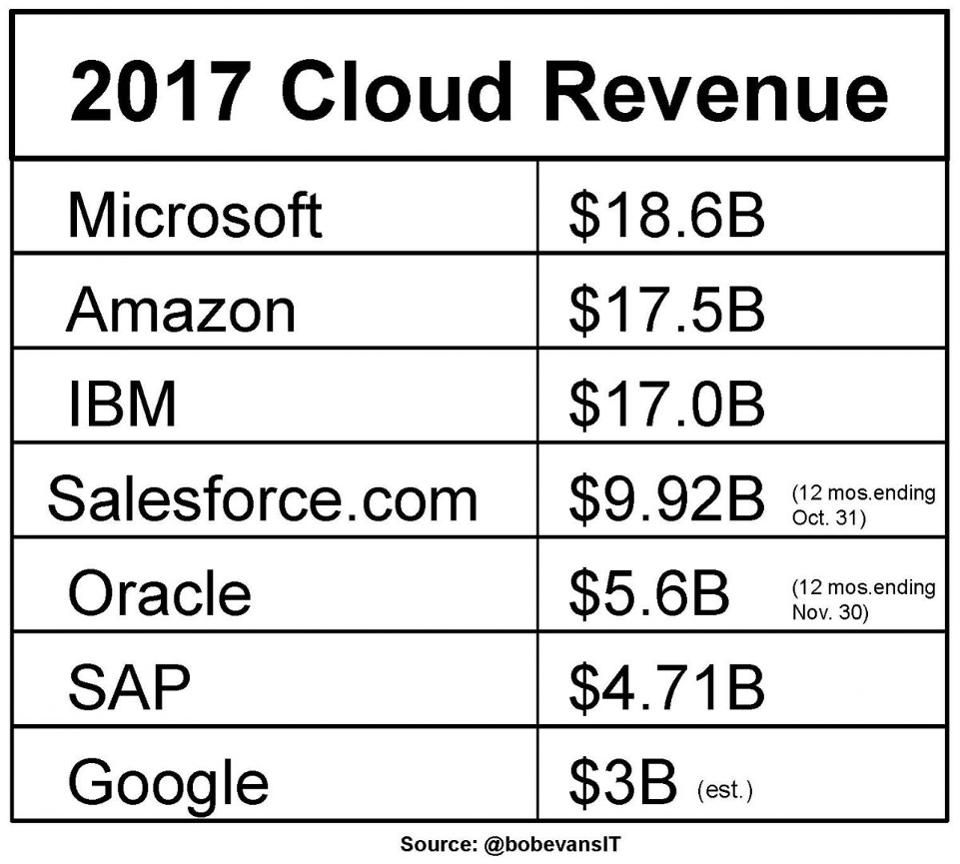 2017 Cloud Revenue
Microsoft $18.6B
Amazon $17.5B
IBM $17.0B
Salesforce.com $9.92B (12 mos.ending
Oct. 31)
Oracle $5.6B (12 mos.ending
Nov. 30)
SAP $4.71B
Google $3B (est.)
Source: @bobevansIT